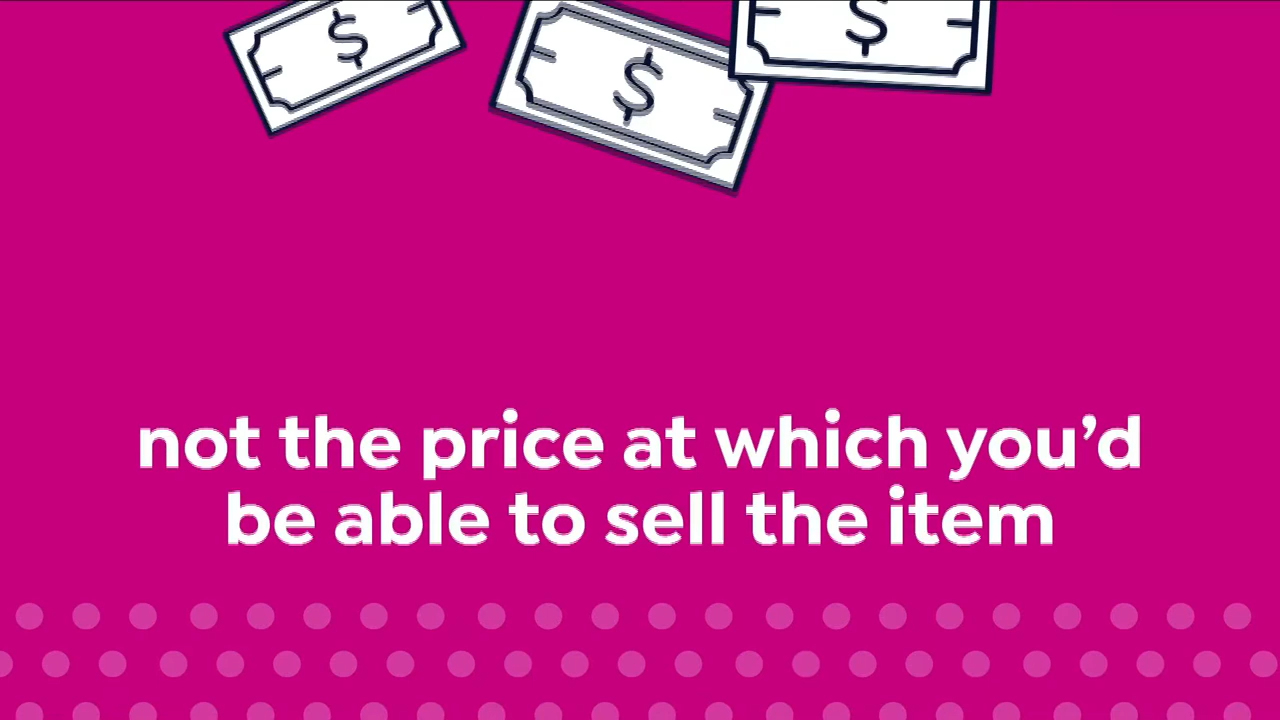 $ $ $
not the price at which you’d
be able to sell the item